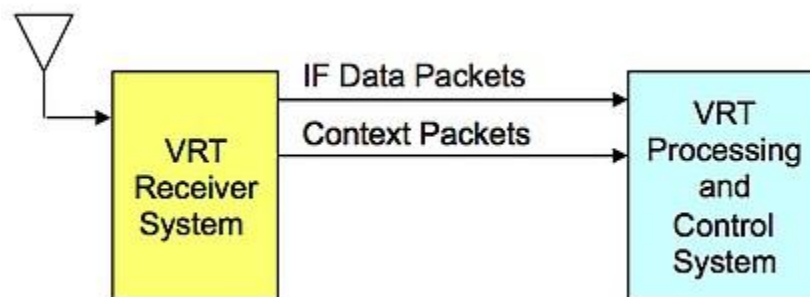 IF Data Packets
Context Packets
VRT
Receiver
System
VRT
Processing
and
Control
System